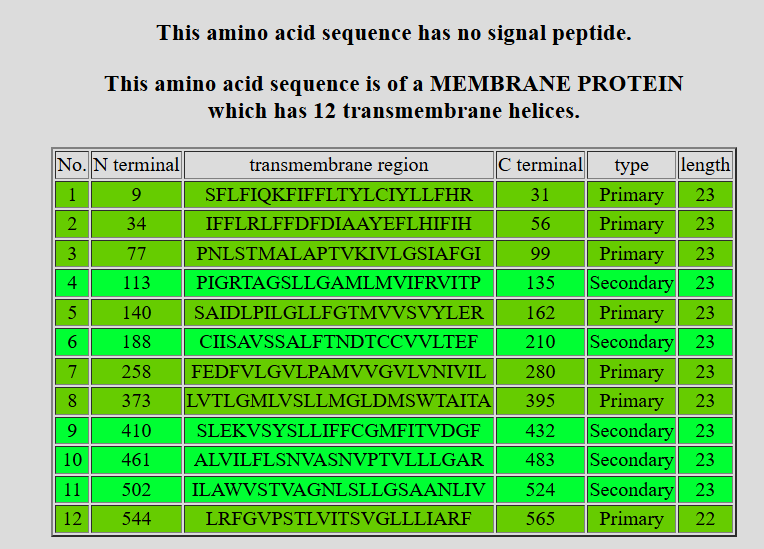 This amino acid sequence has no signal peptide.
This amino acid sequence is of a MEMBRANE PROTEIN
which has 12 transmembrane helices.
No. N terminal transmembrane region C terminal type length
1 9 SFLFIQKFIFFLTYLCIYLLFHR 31 Primary 23
2 34 IFFLRLFFDFDIAAYEFLHIFIH 56 Primary 23
3 77 PNLSTMALAPTVKIVLGSIAFGI 99 Primary 23
4 113 PIGRTAGSLLGAMLMVIFRVITP 135 Secondary 23
5 140 SAIDLPILGLLFGTMVVSVYLER 162 Primary 23
6 188 CIISAVSSALFTNDTCCVVLTEF 210 Secondary 23
7 258 FEDFVLGVLPAMVVGVLVNIVIL 280 Primary 23
8 373 LVTLGMLVSLLMGLDMSWTAITA 395 Primary 23
9 410 SLEKVSYSLLIFFCGMFITVDGF 432 Secondary 23
10 461 ALVILFLSNVASNVPTVLLLGAR 483 Secondary 23
11 502 ILAWVSTVAGNLSLLGSAANLIV 524 Secondary 23
12 544 LRFGVPSTLVITSVGLLLIARF 565 Primary 22